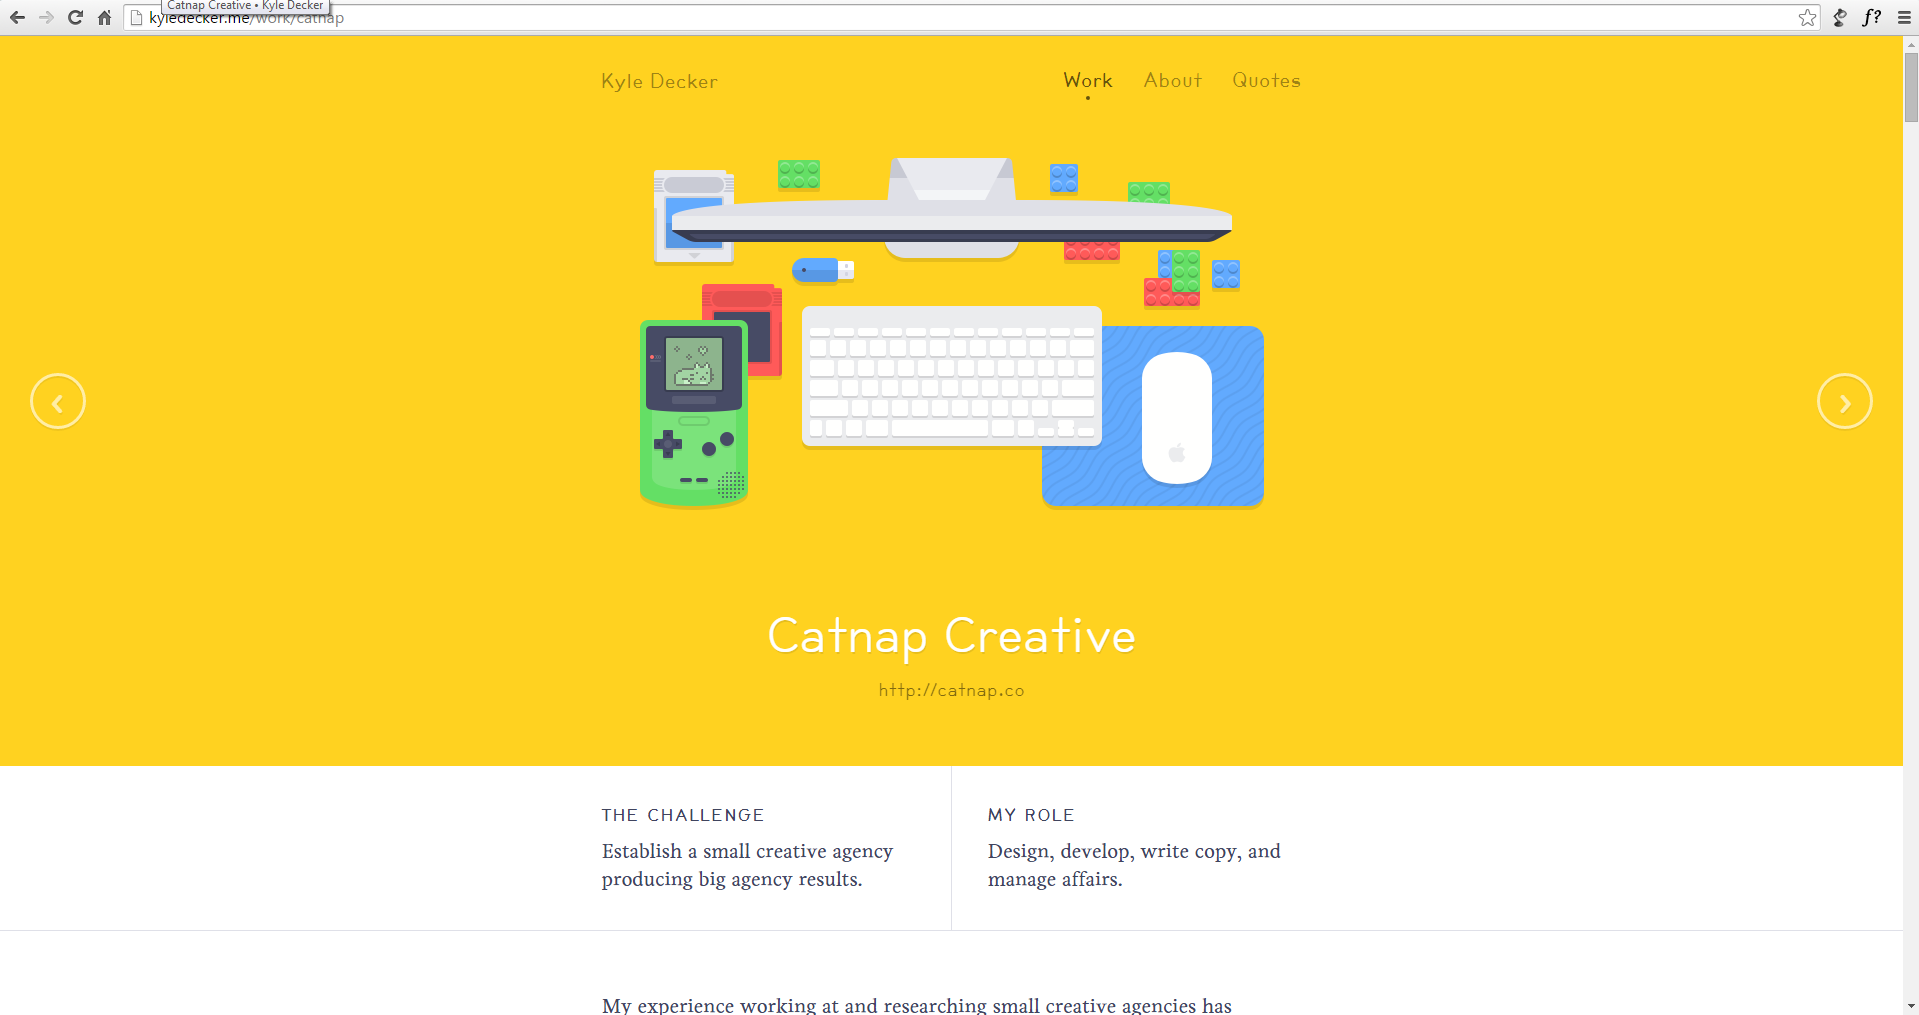 Catnap Creative • Kyle Decker
kyledecker.me/work/catnap
f?
Kyle Decker
Work
About
Quotes
Catnap Creative
http://catnap.co
THE CHALLENGE
Establish a small creative agency
producing big agency results.
MY ROLE
Design, develop, write copy, and
manage affairs.
My experience working at and researching small creative agencies has